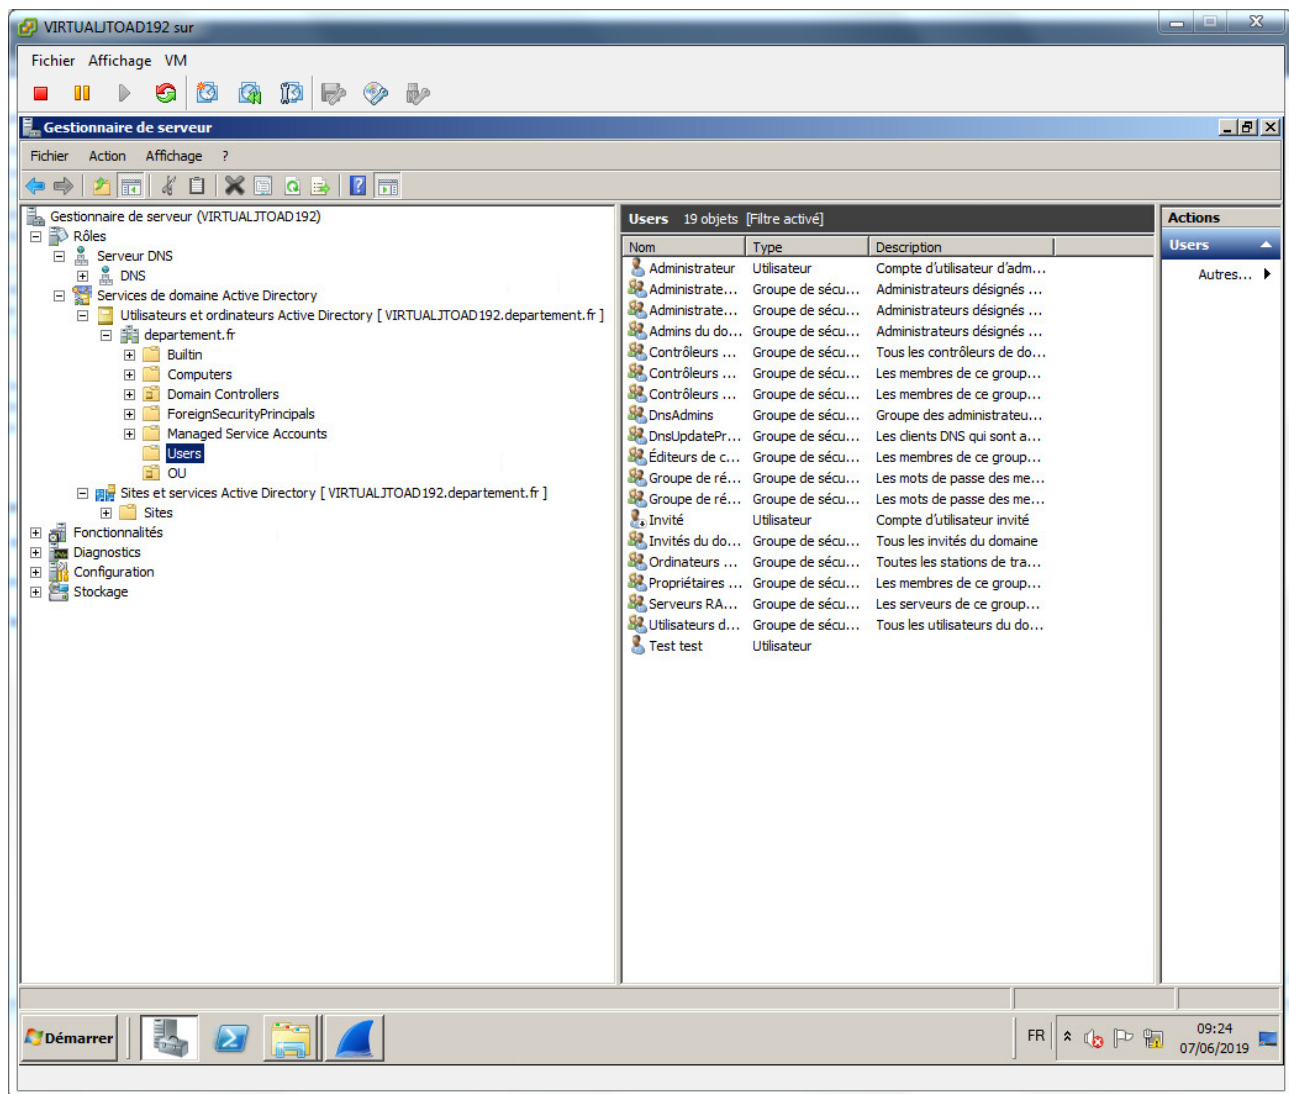 VIRTUALJTOAD192 sur
Fichier Affichage VM
Gestionnaire de serveur
Fichier Action Affichage ?
Gestionnaire de serveur (VIRTUALJTOAD192)
Rôles
Serveur DNS
DNS
Services de domaine Active Directory
Utilisateurs et ordinateurs Active Directory [ VIRTUALJTOAD192.departement.fr ]
departement.fr
Builtin
Computers
Domain Controllers
ForeignSecurityPrincipals
Managed Service Accounts
Users
OU
Sites et services Active Directory [ VIRTUALJTOAD192.departement.fr ]
Sites
Fonctionnalités
Diagnostics
Configuration
Stockage
Users 19 objets [Filtre activé]
Nom Type Description
Administrateur Utilisateur Compte d'utilisateur d'adm...
Administrate... Groupe de sécu... Administrateurs désignés ...
Administrate... Groupe de sécu... Administrateurs désignés ...
Admins du do... Groupe de sécu... Administrateurs désignés ...
Contrôleurs ... Groupe de sécu... Tous les contrôleurs de do...
Contrôleurs ... Groupe de sécu... Les membres de ce group...
Contrôleurs ... Groupe de sécu... Les membres de ce group...
DnsAdmins Groupe de sécu... Groupe des administrateu...
DnsUpdatePr... Groupe de sécu... Les clients DNS qui sont a...
Éditeurs de c... Groupe de sécu... Les membres de ce group...
Groupe de ré... Groupe de sécu... Les mots de passe des me...
Groupe de ré... Groupe de sécu... Les mots de passe des me...
Invité Utilisateur Compte d'utilisateur invité
Invités du do... Groupe de sécu... Tous les invités du domaine
Ordinateurs ... Groupe de sécu... Toutes les stations de tra...
Propriétaires ... Groupe de sécu... Les membres de ce group...
Serveurs RA... Groupe de sécu... Les serveurs de ce group...
Utilisateurs d... Groupe de sécu... Tous les utilisateurs du do...
Test test Utilisateur
Actions
Users
Autres...
Démarrer
FR
09:24
07/06/2019